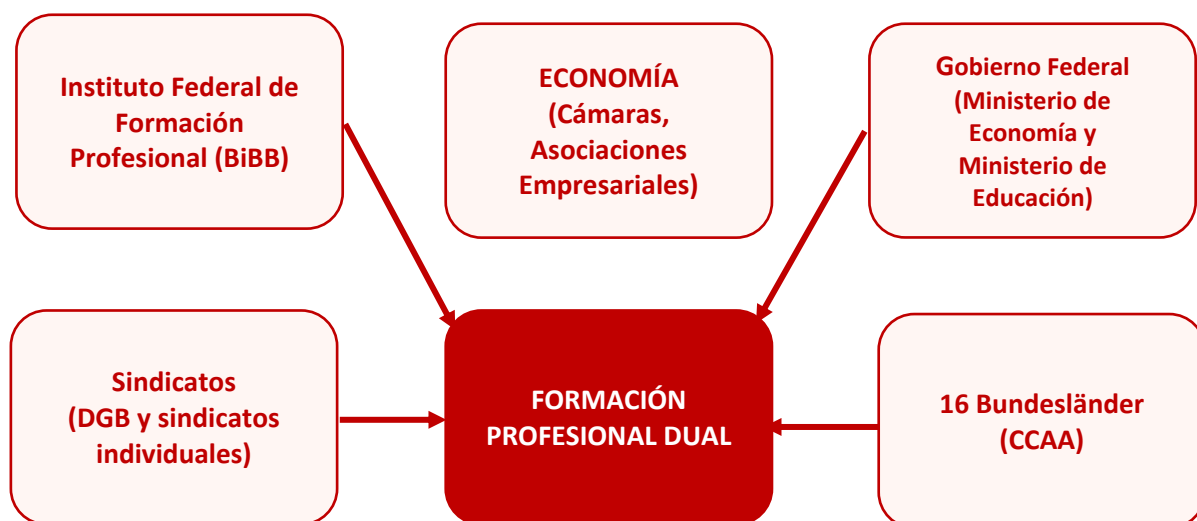 Instituto Federal de
Formación
Profesional (BiBB)
ECONOMÍA
(Cámaras,
Asociaciones
Empresariales)
Gobierno Federal
(Ministerio de
Economía y
Ministerio de
Educación)
Sindicatos
(DGB y sindicatos
individuales)
FORMACIÓN
PROFESIONAL DUAL
16 Bundesländer
(CCAA)